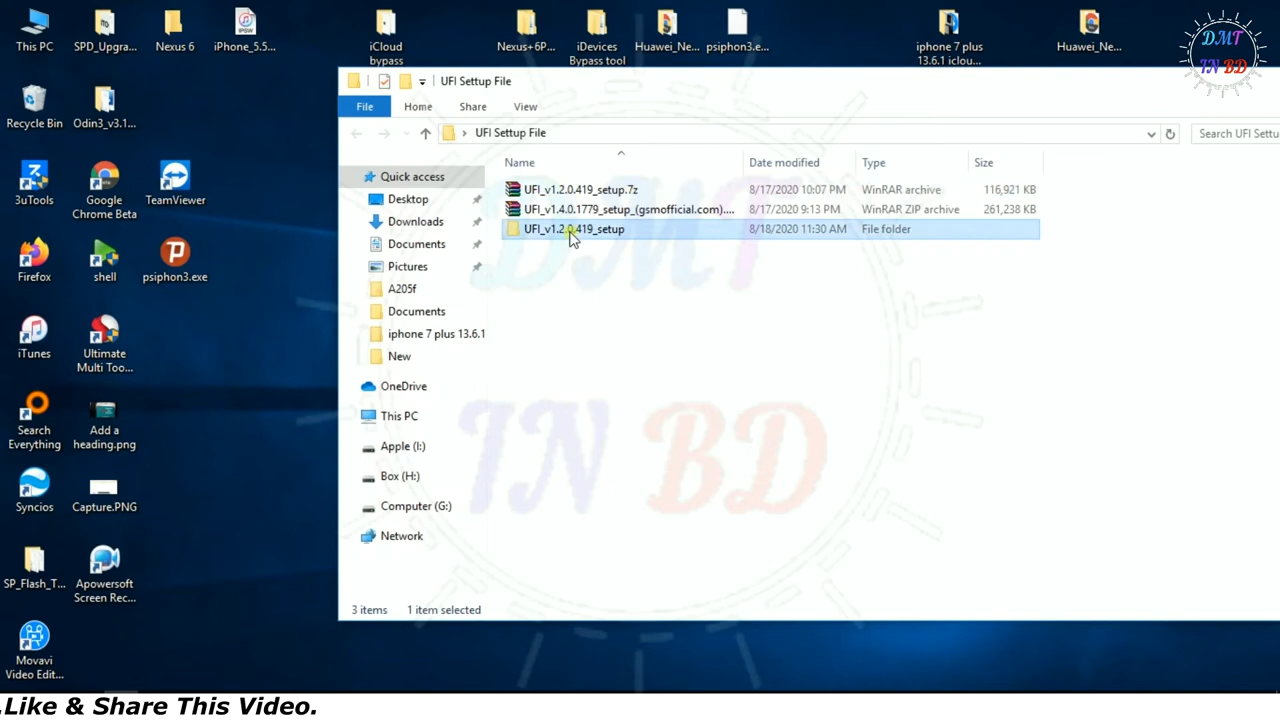 This PC
SPD_Upgra...
Nexus 6
iPhone_5.5...
iCloud
bypass
Nexus+6P...
iDevices
Bypass tool
Huawei_Ne...
psiphon3.e...
iphone 7 plus
13.6.1 iclou...
Huawei_Ne...
DMT
IN BD
Recycle Bin
Odin3_v3.1...
3uTools
Google
Chrome Beta
TeamViewer
Firefox
shell
psiphon3.exe
iTunes
Ultimate
Multi Too...
Search
Everything
Add a
heading.png
Syncios
Capture.PNG
SP_Flash_T...
Apowersoft
Screen Rec...
Movavi
Video Edit...
UFI Settup File
File
Home
Share
View
UFI Settup File
Search UFI Settu
Quick access
Desktop
Downloads
Documents
Pictures
A205f
Documents
iphone 7 plus 13.6.1
New
OneDrive
This PC
Apple (I:)
Box (H:)
Computer (G:)
Network
Name Date modified Type Size
UFI_v1.2.0.419_setup.7z 8/17/2020 10:07 PM WinRAR archive 116,921 KB
UFI_v1.4.0.1779_setup_(gsmofficial.com).... 8/17/2020 9:13 PM WinRAR ZIP archive 261,238 KB
UFI_v1.2.0.419_setup 8/18/2020 11:30 AM File folder
DMT
IN BD
3 items 1 item selected
.Like & Share This Video.